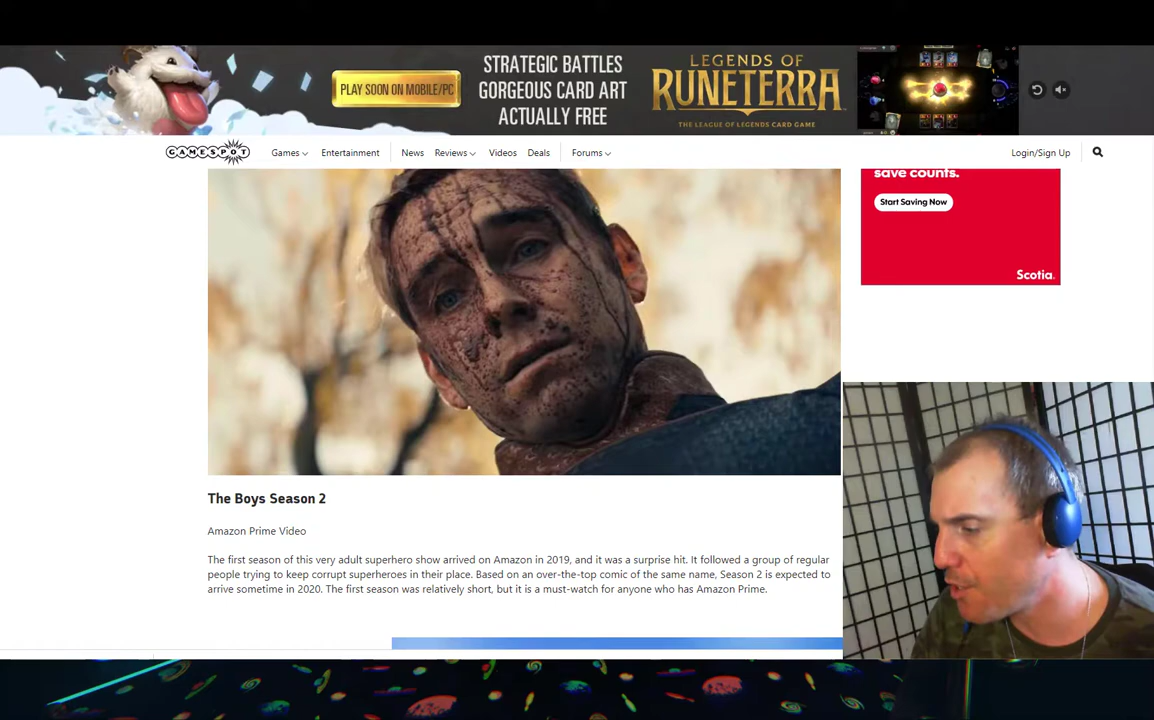 PLAY SOON ON MOBILE/PC
STRATEGIC BATTLES
GORGEOUS CARD ART
ACTUALLY FREE
LEGENDS OF
RUNETERRA
THE LEAGUE OF LEGENDS CARD GAME
GAMESPOT
Games
Entertainment
News
Reviews
Videos
Deals
Forums
Login/Sign Up
save counts.
Start Saving Now
Scotia.
The Boys Season 2
Amazon Prime Video
The first season of this very adult superhero show arrived on Amazon in 2019, and it was a surprise hit. It followed a group of regular
people trying to keep corrupt superheroes in their place. Based on an over-the-top comic of the same name, Season 2 is expected to
arrive sometime in 2020. The first season was relatively short, but it is a must-watch for anyone who has Amazon Prime.